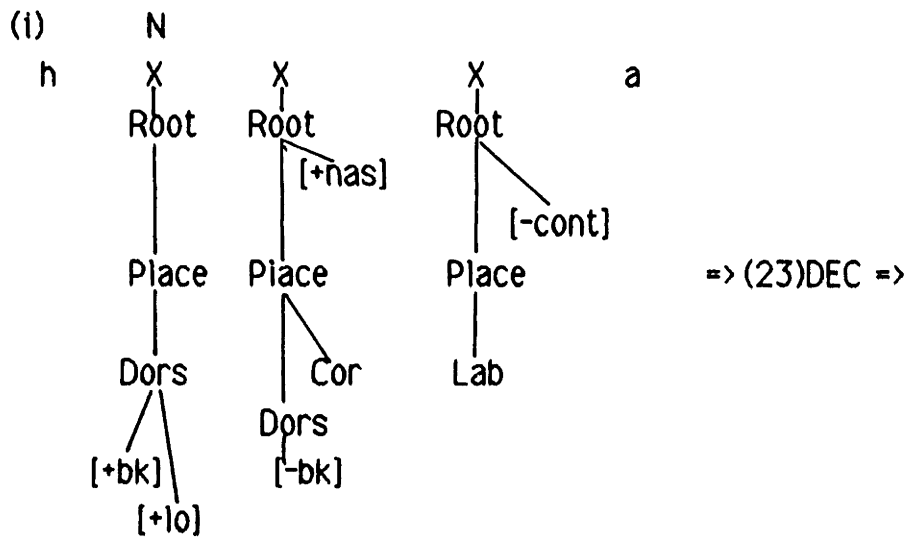 (i) N
h X X X a
Root Root Root
[+nas]
[-cont]
Place Place Place => (23)DEC =>
Dors Cor Lab
Dors
[+bk] [-bk]
[+lo]